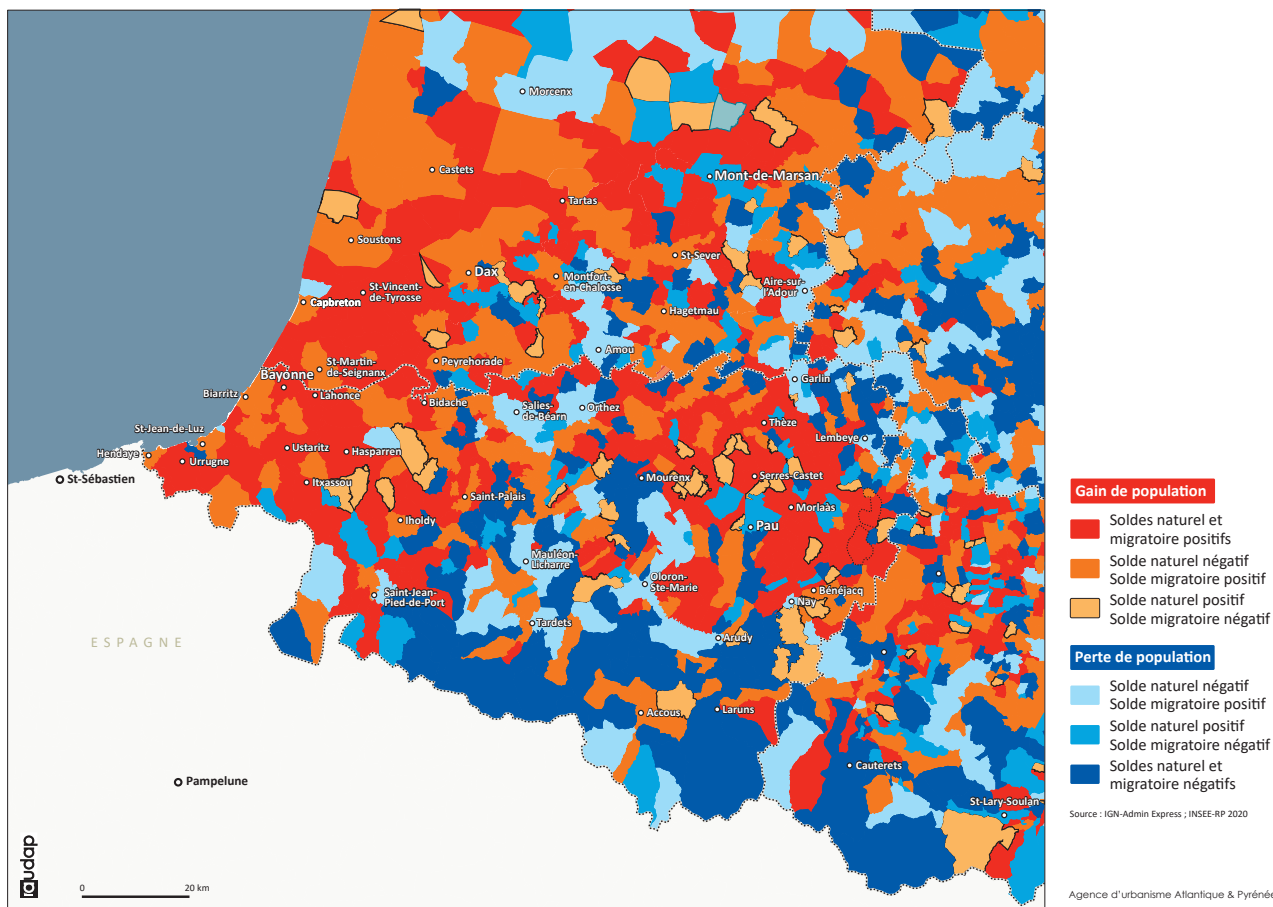 Morcenx
Castets
Mont-de-Marsan
Tartas
Soustons
St-Sever
Dax
Montfort-
en-Chalosse
Aire-sur-
l'Adour
St-Vincent-
de-Tyrosse
Capbreton
Hagetmau
Amou
Peyrehorade
St-Martin-
de-Seignanx
Bayonne
Garlin
Biarritz
Lahonce
Bidache
Salies-
de-Béarn
Orthez
Thèze
St-Jean-de-Luz
Lembeye
Hendaye
Urrugne
Ustaritz
Hasparren
St-Sébastien
Itxassou
Saint-Palais
Mourenx
Serres-Castet
Morlaàs
Iholdy
Pau
Mauléon-
Licharre
Oloron-
Ste-Marie
Saint-Jean-
Pied-de-Port
Bénéjacq
Nay
Tardets
Arudy
ESPAGNE
Accous
Laruns
Cauterets
Pampelune
St-Lary-Soulan
audap
0 20 km
Gain de population
Soldes naturel et
migratoire positifs
Solde naturel négatif
Solde migratoire positif
Solde naturel positif
Solde migratoire négatif
Perte de population
Solde naturel négatif
Solde migratoire positif
Solde naturel positif
Solde migratoire négatif
Soldes naturel et
migratoire négatifs
Source : IGN-Admin Express ; INSEE-RP 2020
Agence d'urbanisme Atlantique & Pyréné